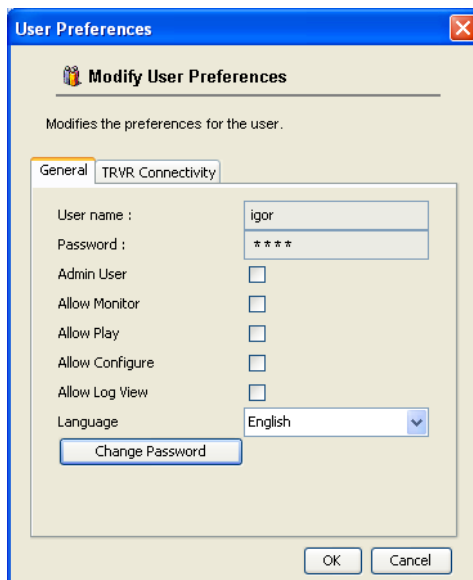 User Preferences
Modify User Preferences
Modifies the preferences for the user.
General TRVR Connectivity
User name : igor
Password : ****
Admin User
Allow Monitor
Allow Play
Allow Configure
Allow Log View
Language English
Change Password
OK Cancel